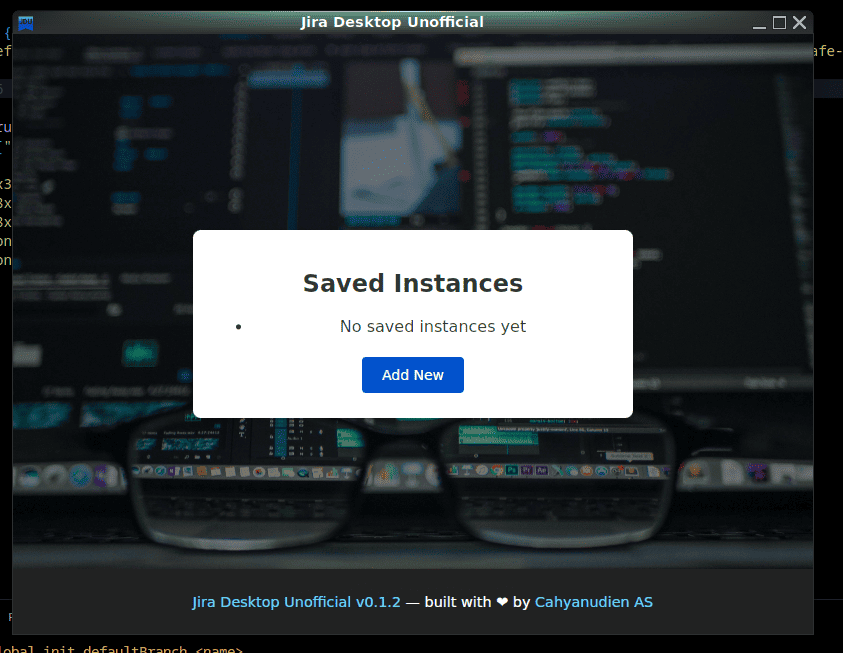 Jira Desktop Unofficial
Saved Instances
No saved instances yet
Add New
Jira Desktop Unofficial v0.1.2 — built with ❤ by Cahyanudien AS
lobal init.defaultBranch <name>